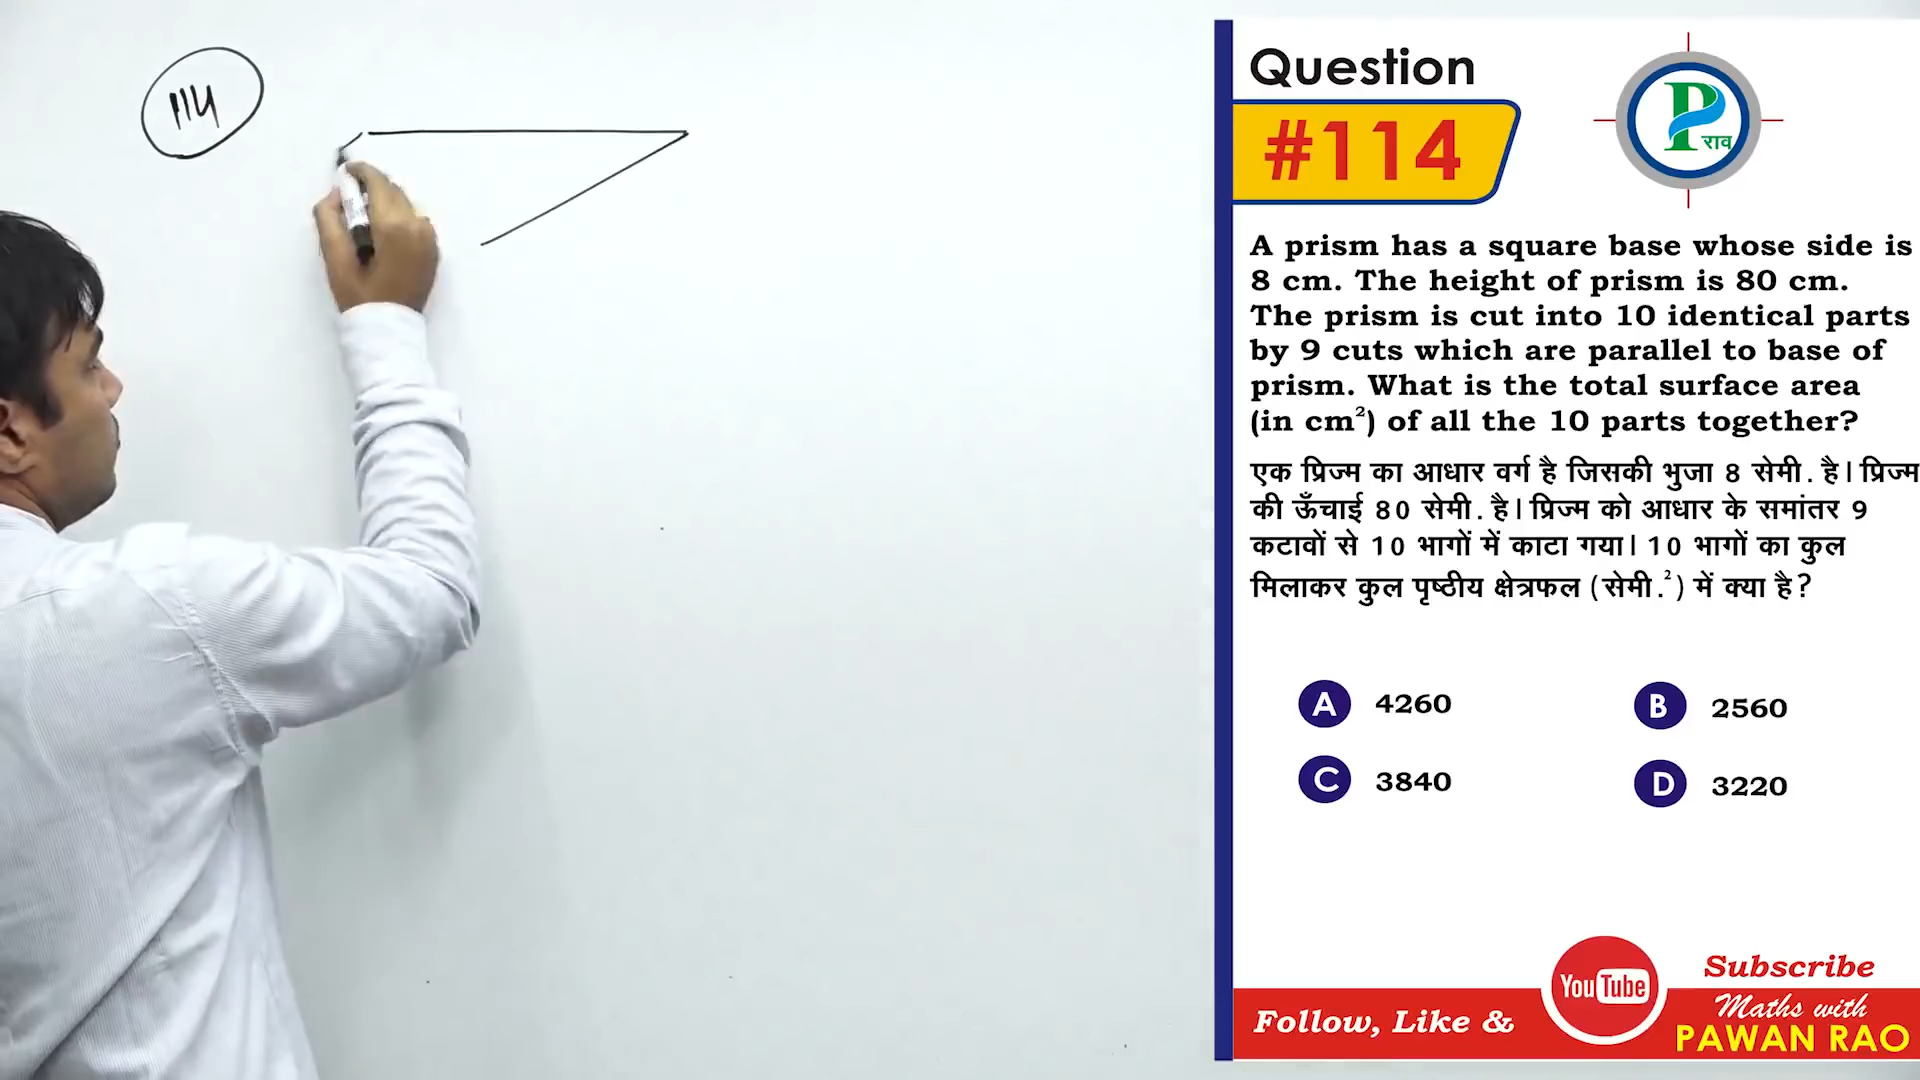 114
Question
#114
P
राव
A prism has a square base whose side is
8 cm. The height of prism is 80 cm.
The prism is cut into 10 identical parts
by 9 cuts which are parallel to base of
prism. What is the total surface area
(in cm²) of all the 10 parts together?
एक प्रिज्म का आधार वर्ग है जिसकी भुजा 8 सेमी. है। प्रिज्म
की ऊँचाई 80 सेमी. है। प्रिज्म को आधार के समांतर 9
कटावों से 10 भागों में काटा गया। 10 भागों का कुल
मिलाकर कुल पृष्ठीय क्षेत्रफल (सेमी.²) में क्या है?
A 4260
B 2560
C 3840
D 3220
Follow, Like &
YouTube
Subscribe
Maths with
PAWAN RAO